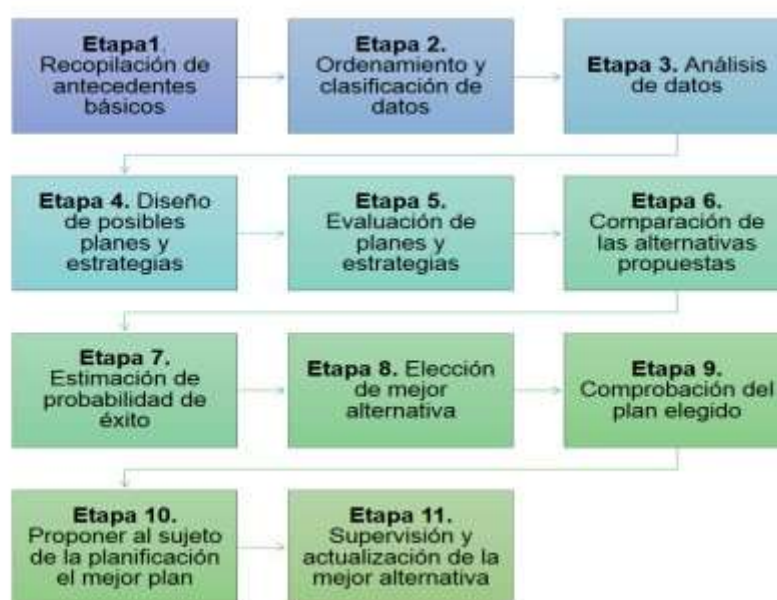 Etapa1
Recopilación de
antecedentes
básicos
Etapa 2.
Ordenamiento y
clasificación de
datos
Etapa 3. Análisis
de datos
Etapa 4. Diseño
de posibles
planes y
estrategias
Etapa 5.
Evaluación de
planes y
estrategias
Etapa 6.
Comparación de
las alternativas
propuestas
Etapa 7.
Estimación de
probabilidad de
éxito
Etapa 8. Elección
de mejor
alternativa
Etapa 9.
Comprobación del
plan elegido
Etapa 10.
Proponer al sujeto
de la planificación
el mejor plan
Etapa 11.
Supervisión y
actualización de la
mejor alternativa